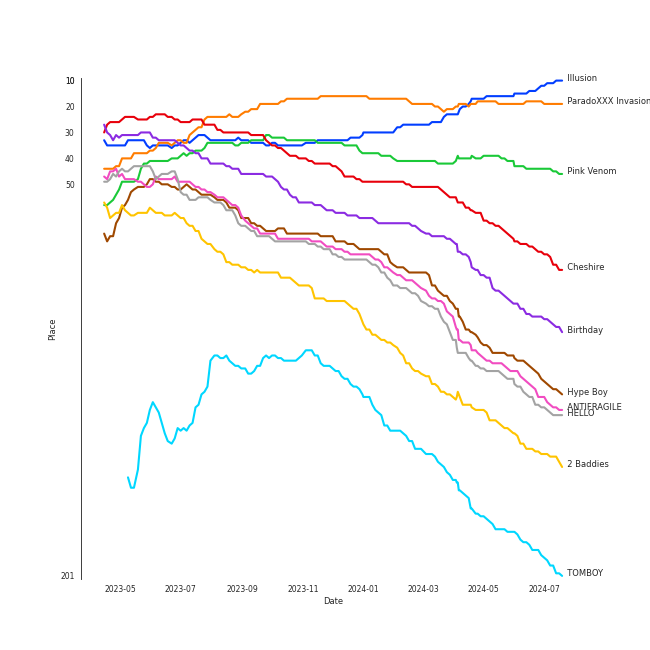 10
20
30
40
50
201
Place
Illusion
ParadoXXX Invasion
Pink Venom
Cheshire
Birthday
Hype Boy
ANTIFRAGILE
HELLO
2 Baddies
TOMBOY
2023-05 2023-07 2023-09 2023-11 2024-01 2024-03 2024-05 2024-07
Date